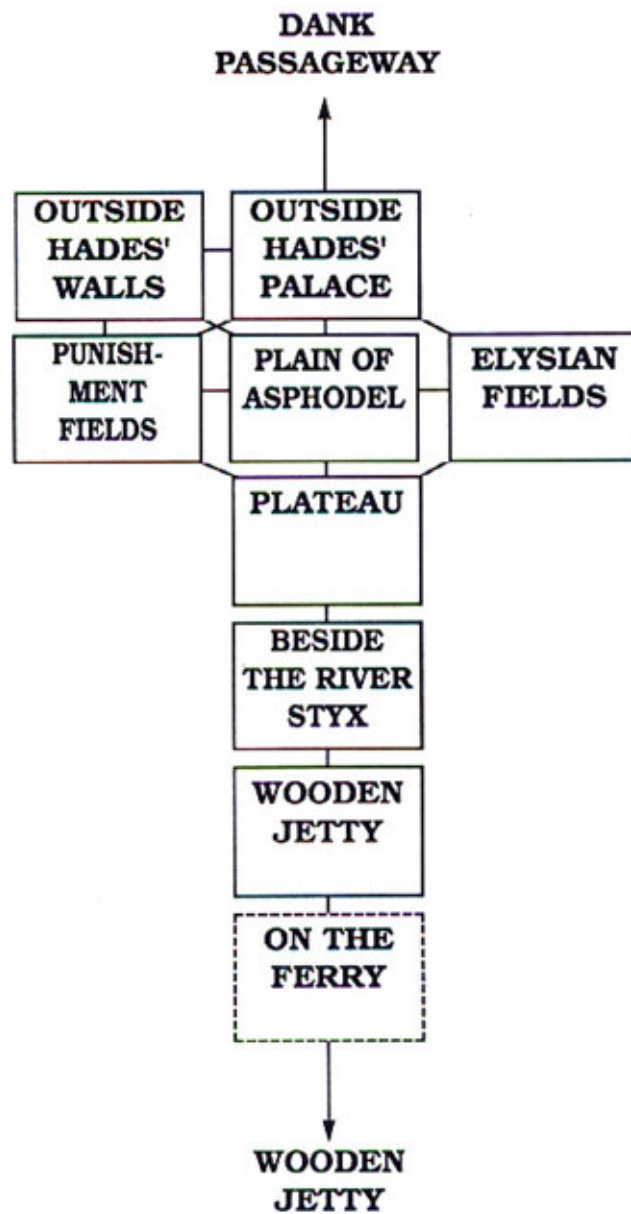 DANK
PASSAGEWAY
OUTSIDE
HADES'
WALLS
OUTSIDE
HADES'
PALACE
PUNISH-
MENT
FIELDS
PLAIN OF
ASPHODEL
ELYSIAN
FIELDS
PLATEAU
BESIDE
THE RIVER
STYX
WOODEN
JETTY
ON THE
FERRY
WOODEN
JETTY